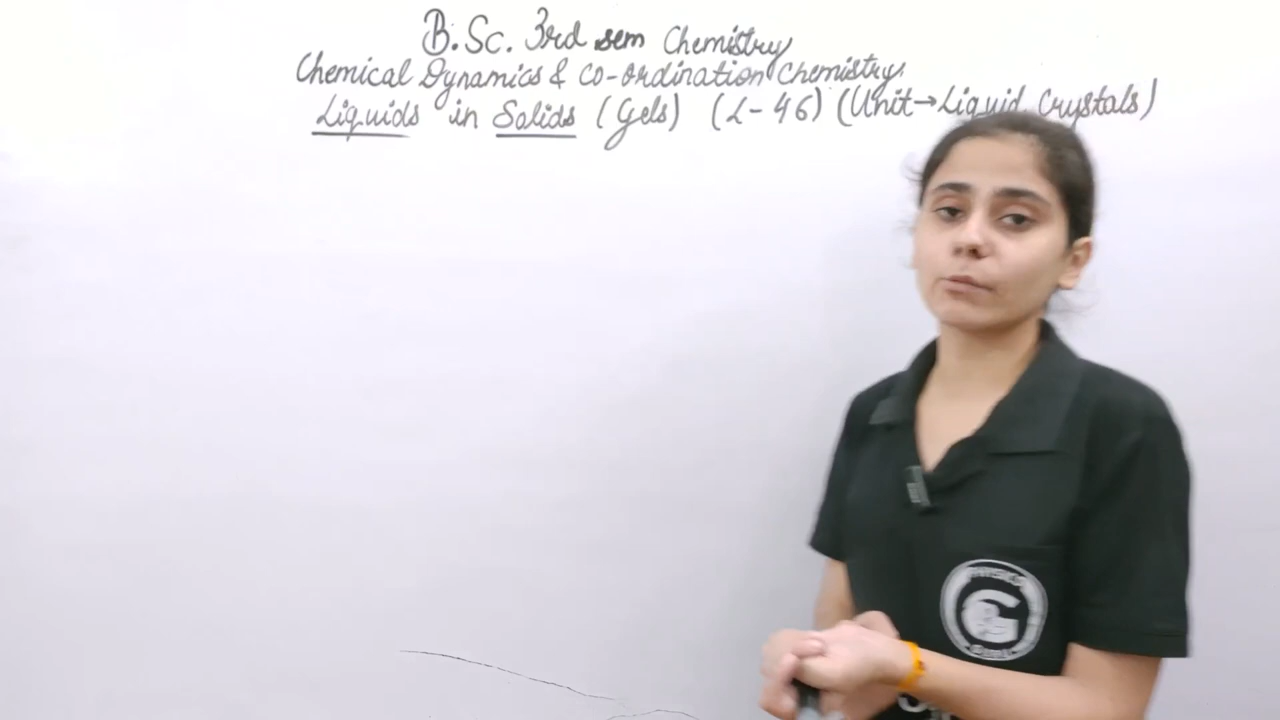 B.Sc. 3rd sem Chemistry
Chemical Dynamics & Co-ordination Chemistry.
Liquids in Solids (Gels) (L-46) (Unit→Liquid Crystals)
G